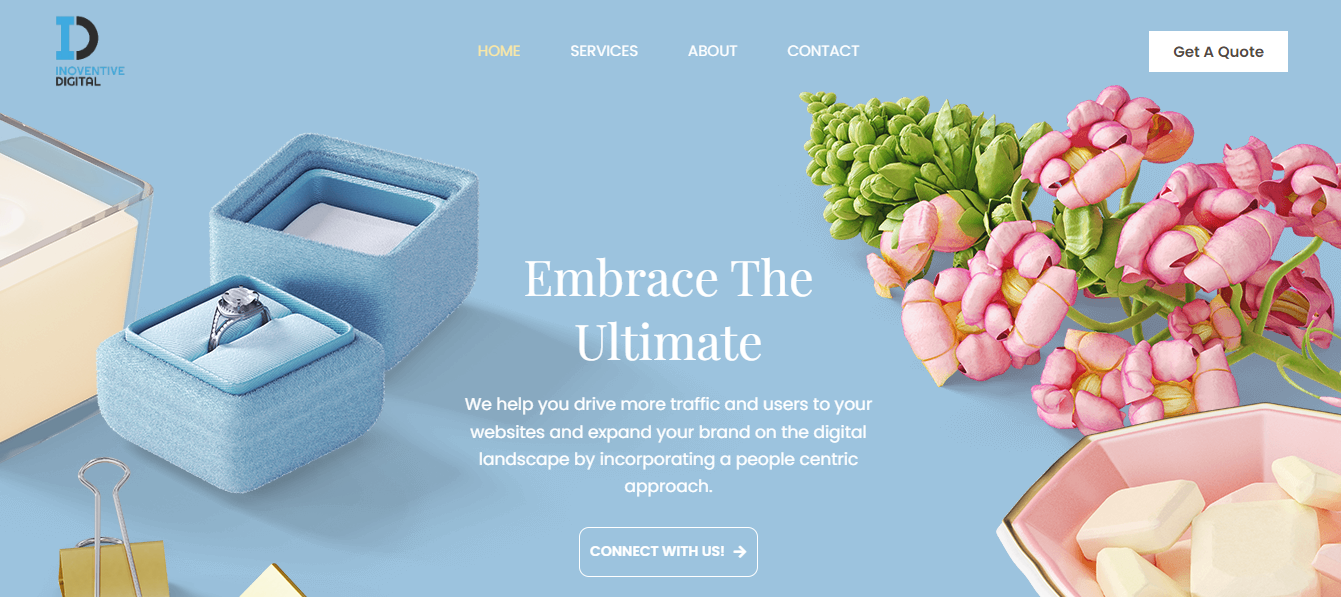 INOVENTIVE
DIGITAL
HOME
SERVICES
ABOUT
CONTACT
Get A Quote
Embrace The
Ultimate
We help you drive more traffic and users to your
websites and expand your brand on the digital
landscape by incorporating a people centric
approach.
CONNECT WITH US! →